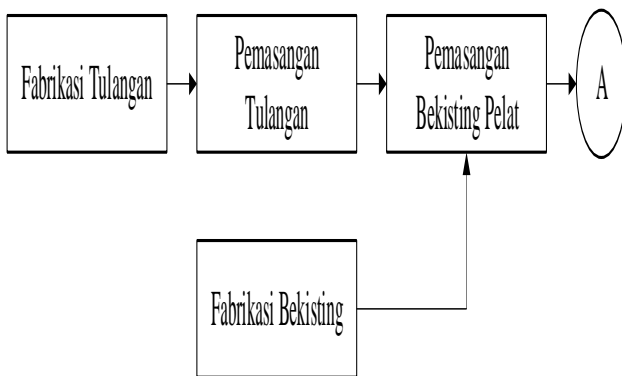 Fabrikasi Tulangan
Pemasangan
Tulangan
Pemasangan
Bekisting Pelat
A
Fabrikasi Bekisting